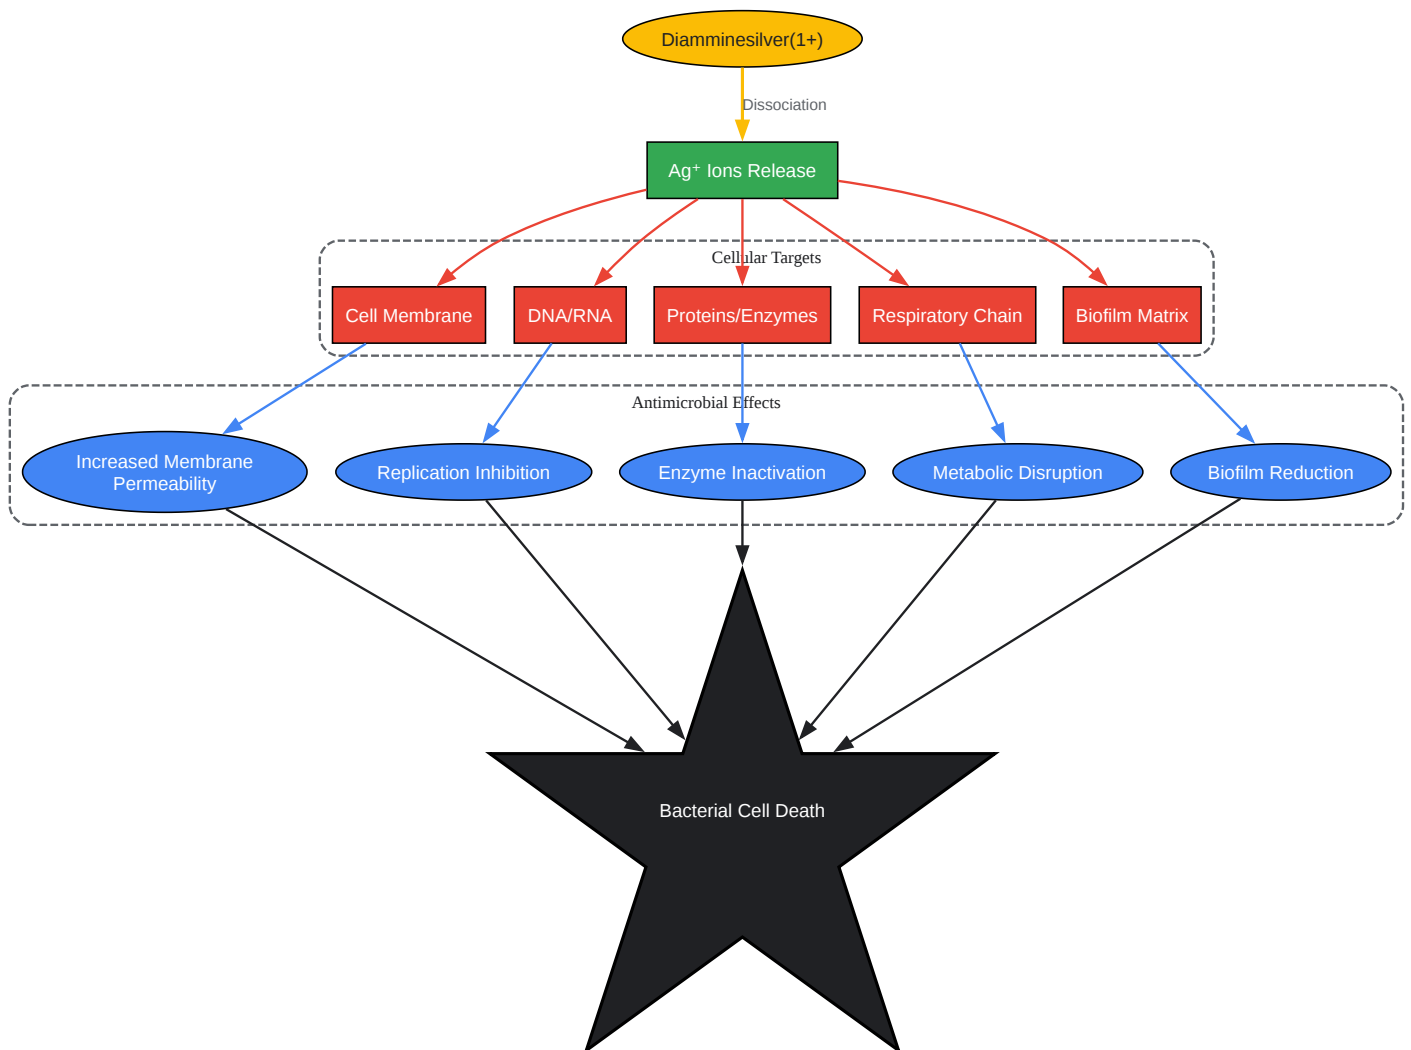 Diamminesilver(1+)
Dissociation
Ag⁺ Ions Release
Cellular Targets
Cell Membrane
DNA/RNA
Proteins/Enzymes
Respiratory Chain
Biofilm Matrix
Antimicrobial Effects
Increased Membrane
Permeability
Replication Inhibition
Enzyme Inactivation
Metabolic Disruption
Biofilm Reduction
Bacterial Cell Death